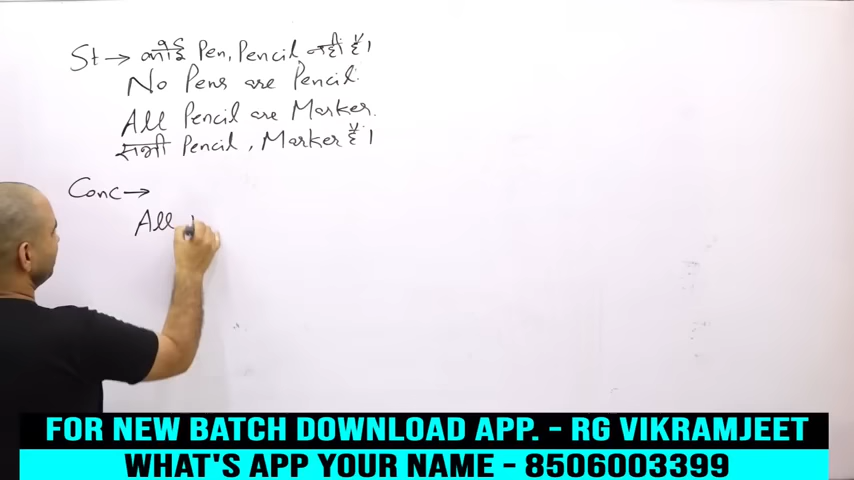 St → कोई Pen, Pencil नहीं है।
No Pens are Pencil.
All Pencil are Marker.
सभी Pencil, Marker है।
Conc →
All
FOR NEW BATCH DOWNLOAD APP. - RG VIKRAMJEET
WHAT'S APP YOUR NAME - 8506003399